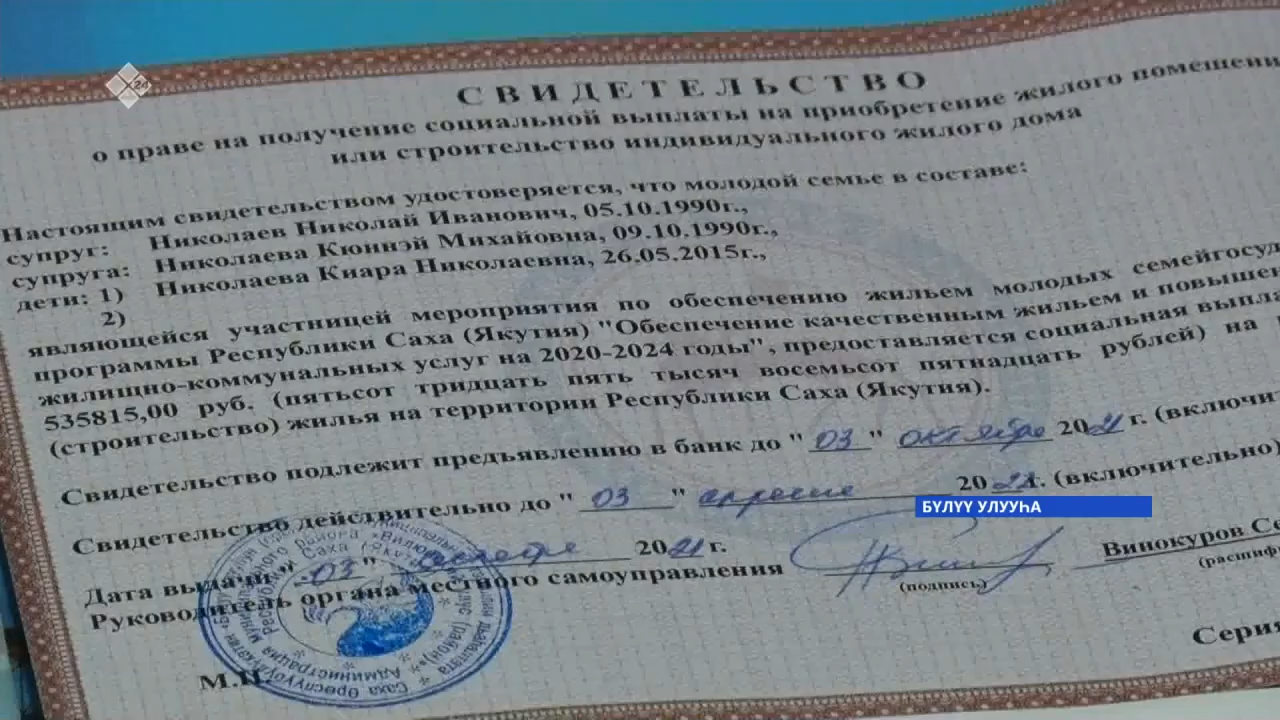 х24
СВИДЕТЕЛЬСТВО
о праве на получение социальной выплаты на приобретение жилого помещени
или строительство индивидуального жилого дома
Настоящим свидетельством удостоверяется, что молодой семье в составе:
супруг: Николаев Николай Иванович, 05.10.1990г.,
супруга: Николаева Кюннэй Михайовна, 09.10.1990г.,
дети: 1) Николаева Киара Николаевна, 26.05.2015г.,
2)
являющейся участницей мероприятия по обеспечению жильем молодых семейгосуд
программы Республики Саха (Якутия) "Обеспечение качественным жильем и повышен
жилищно-коммунальных услуг на 2020-2024 годы", предоставляется социальная выпла
535815,00 руб. (пятьсот тридцать пять тысяч восемьсот пятнадцать рублей) на
(строительство) жилья на территории Республики Саха (Якутия).
Свидетельство подлежит предъявлению в банк до "03" октября 2021 г. (включит
Свидетельство действительно до "03" 20 г. (включительно)
БҮЛҮҮ УЛУУҺА
Дата выдачи "03" 2021 г.
Руководитель органа местного самоуправления Винокуров Се
(подпись) (расшиф
Серия
М.П.